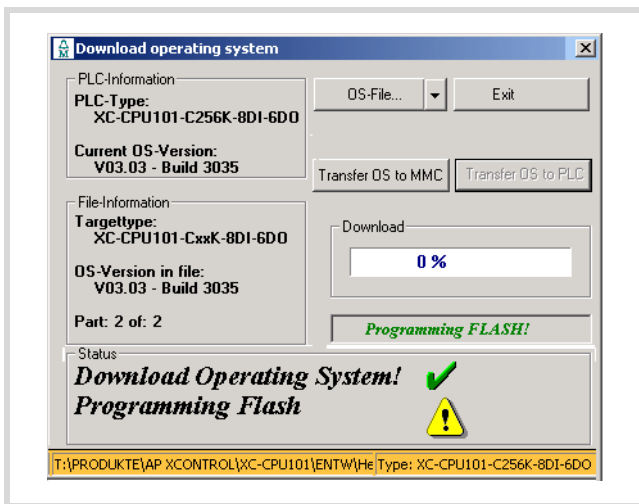 Download operating system
PLC-Information
PLC-Type:
XC-CPU101-C256K-8DI-6DO
Current OS-Version:
V03.03 - Build 3035
OS-File...
Exit
Transfer OS to MMC
Transfer OS to PLC
File-Information
Targettype:
XC-CPU101-CxxK-8DI-6DO
OS-Version in file:
V03.03 - Build 3035
Part: 2 of: 2
Download
0 %
Programming FLASH!
Status
Download Operating System!
Programming Flash
T:\PRODUKTE\AP XCONTROL\XC-CPU101\ENTW\He
Type: XC-CPU101-C256K-8DI-6DO